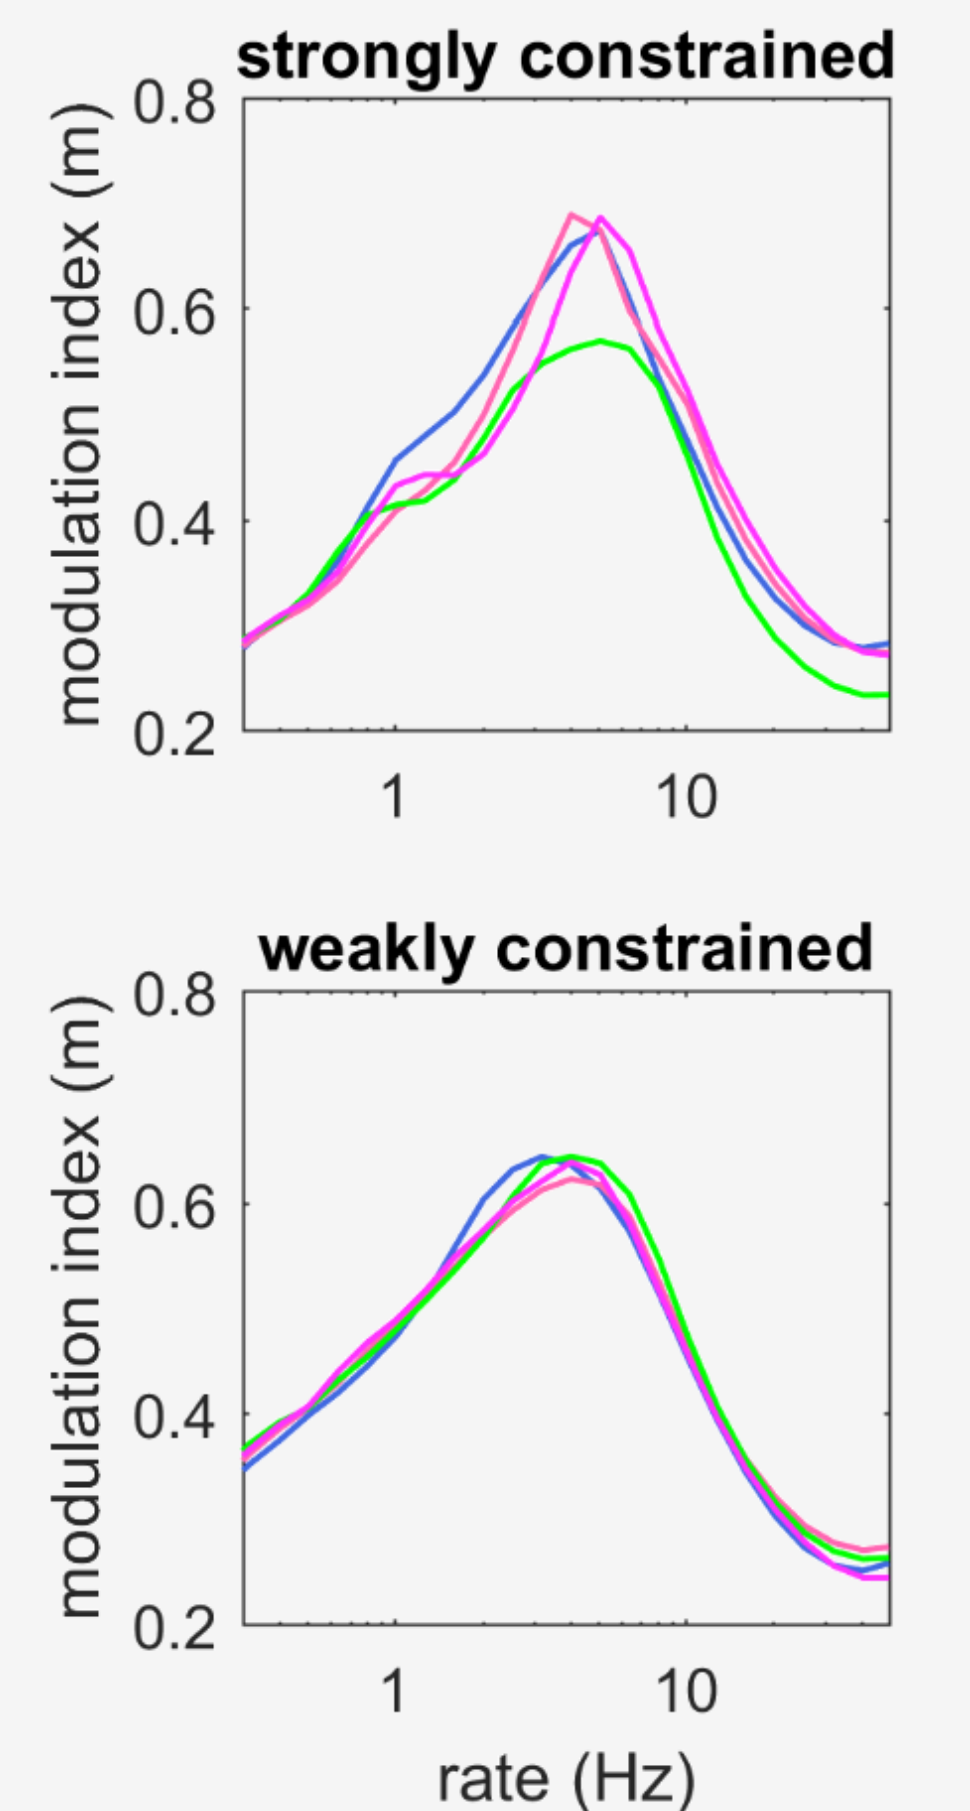 strongly constrained
modulation index (m)
0.8
0.6
0.4
0.2
1 10
weakly constrained
modulation index (m)
0.8
0.6
0.4
0.2
1 10
rate (Hz)